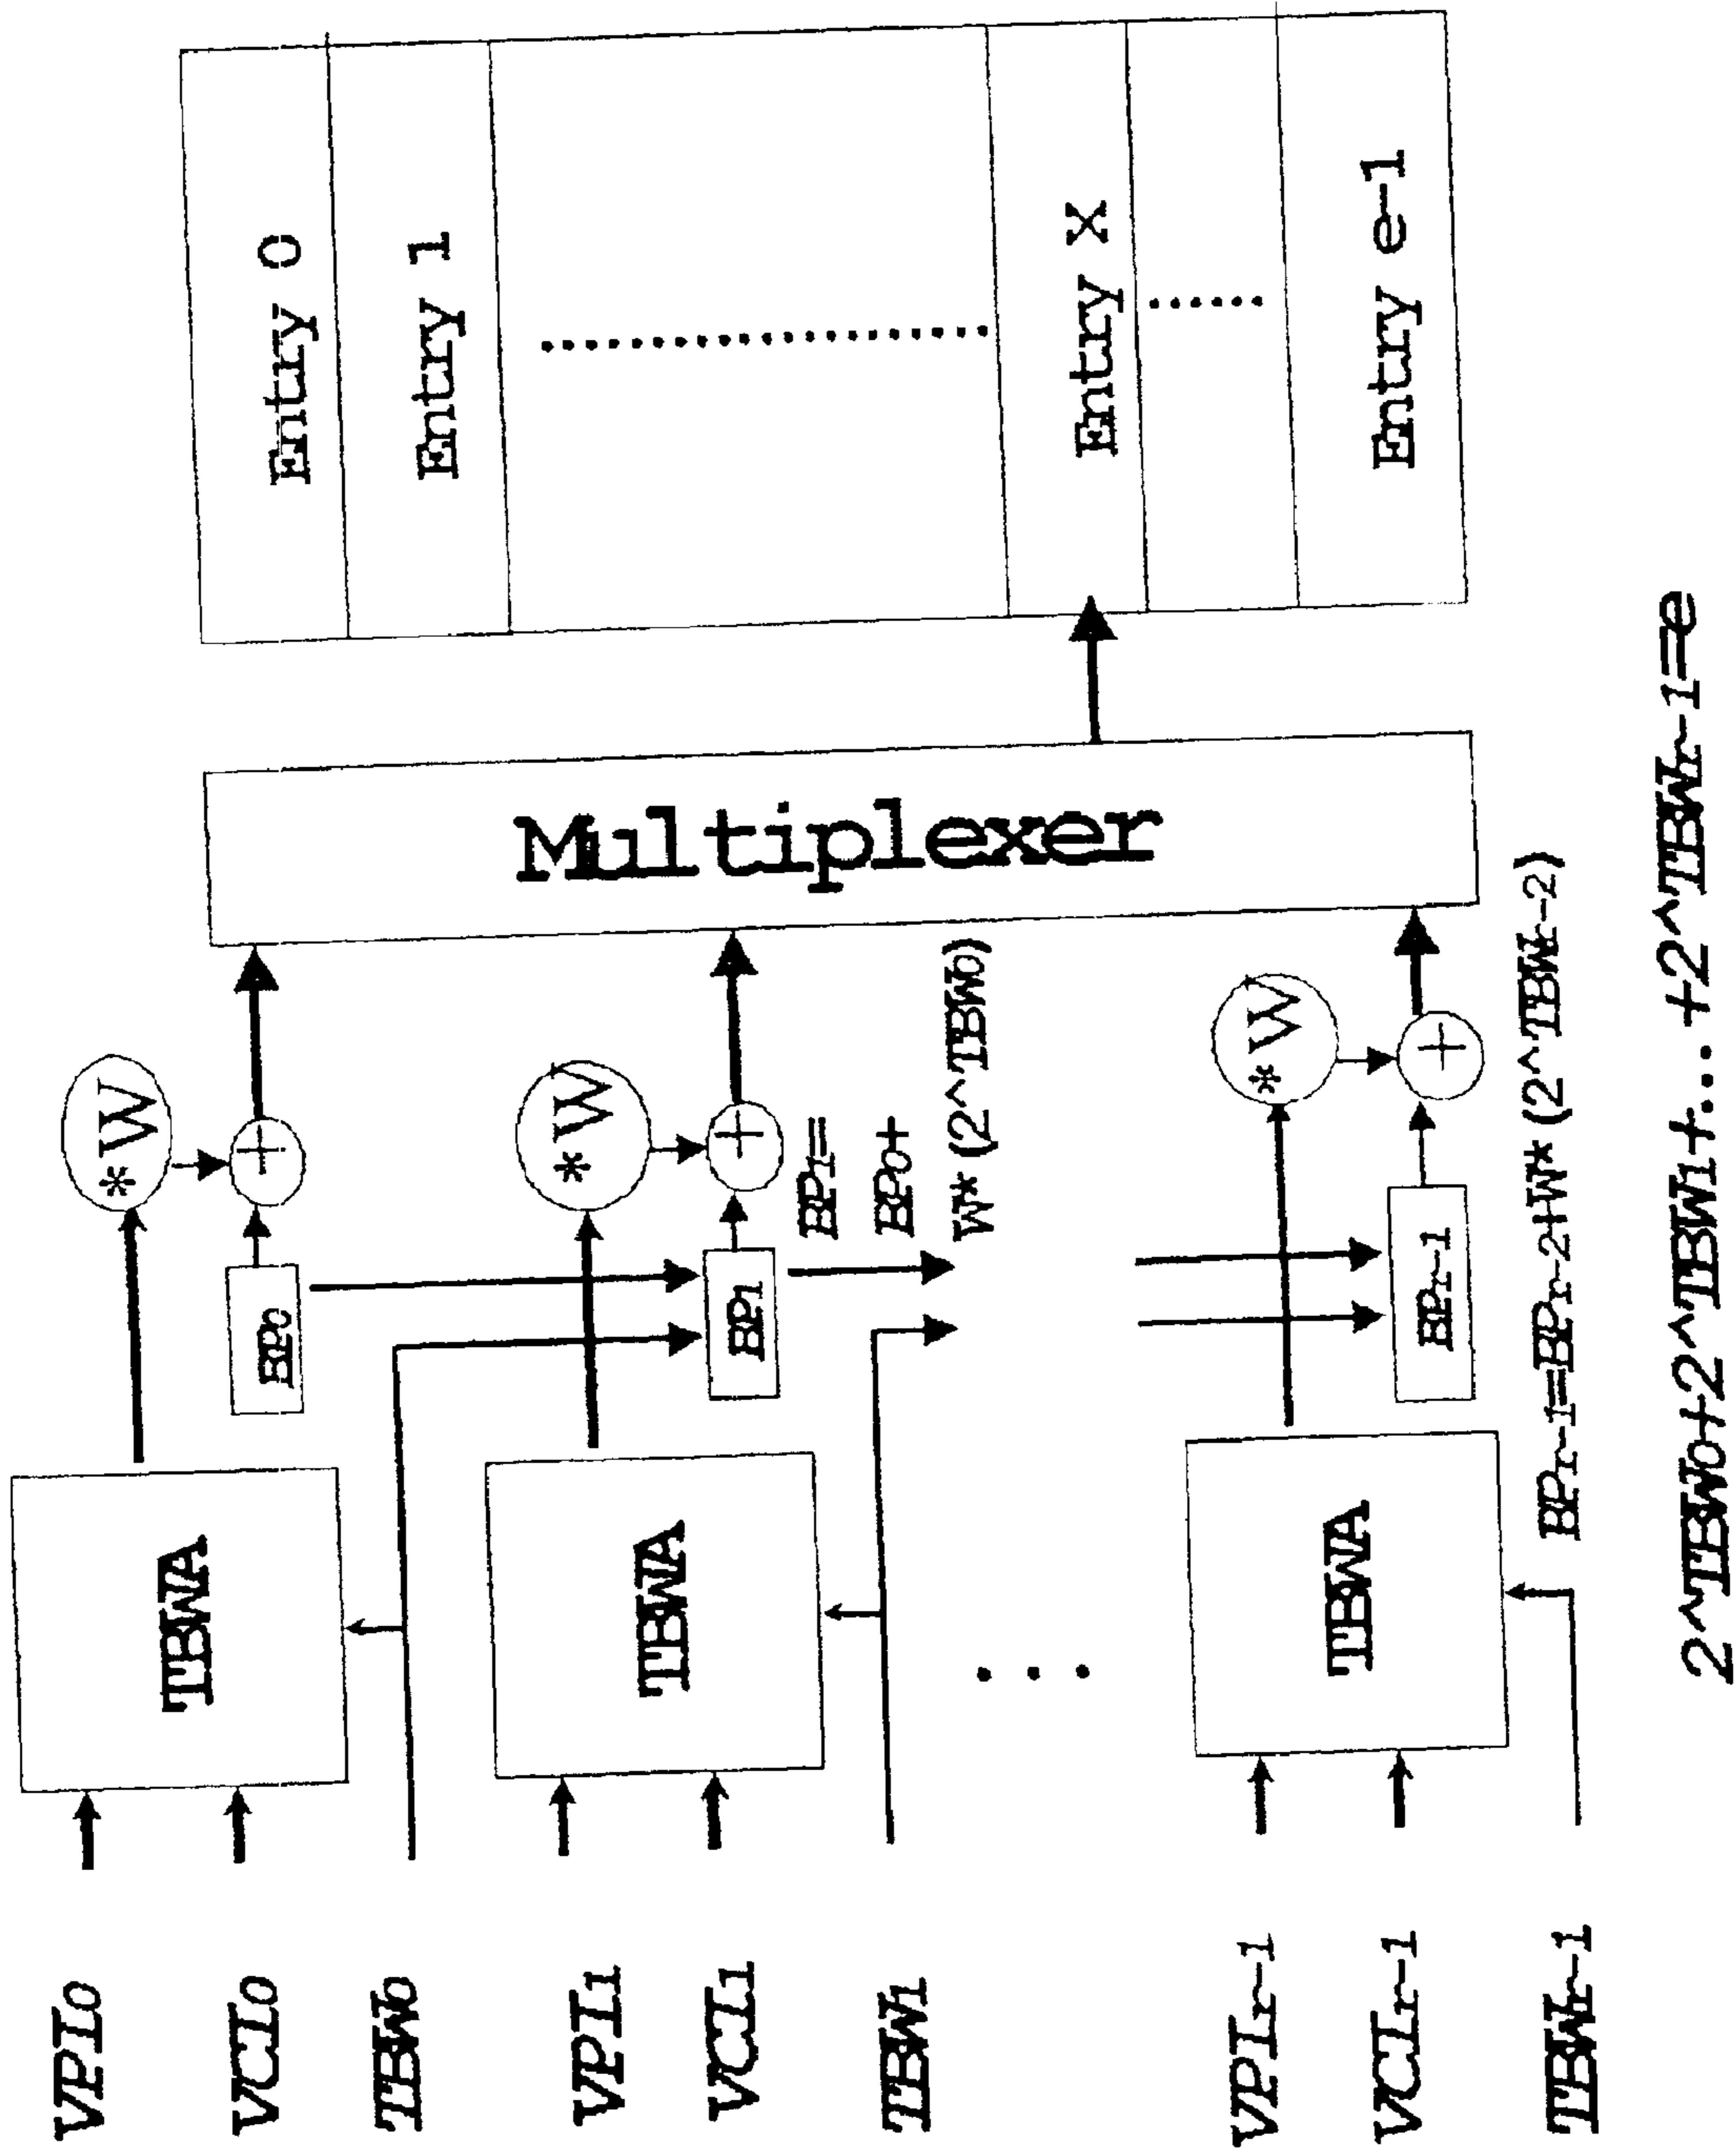 VPI0
TBWA
*W
VCI0
BP0
+
Entry 0
TBW0
Entry 1
VPI1
TBWA
*W
VCI1
BP1
+
Multiplexer
BP1=
BP0+
W*(2^TBW0)
TBW1
...
Entry x
VPIr-1
TBWA
*W
VCIr-1
BPr-1
+
Entry e-1
TBWr-1
BPr-1=BPr-2+W*(2^TBWr-2)
2^TBW0+2^TBW1+... +2^TBWr-1=e